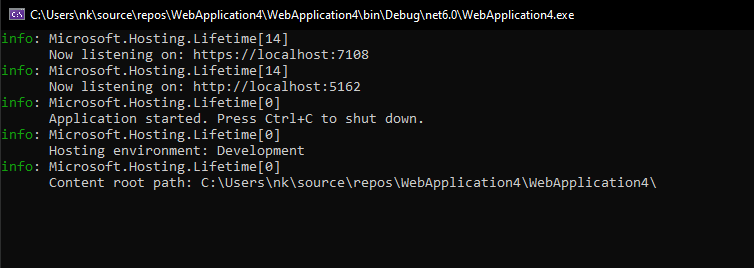 C:\Users\nk\source\repos\WebApplication4\WebApplication4\bin\Debug\net6.0\WebApplication4.exe
info: Microsoft.Hosting.Lifetime[14]
      Now listening on: https://localhost:7108
info: Microsoft.Hosting.Lifetime[14]
      Now listening on: http://localhost:5162
info: Microsoft.Hosting.Lifetime[0]
      Application started. Press Ctrl+C to shut down.
info: Microsoft.Hosting.Lifetime[0]
      Hosting environment: Development
info: Microsoft.Hosting.Lifetime[0]
      Content root path: C:\Users\nk\source\repos\WebApplication4\WebApplication4\